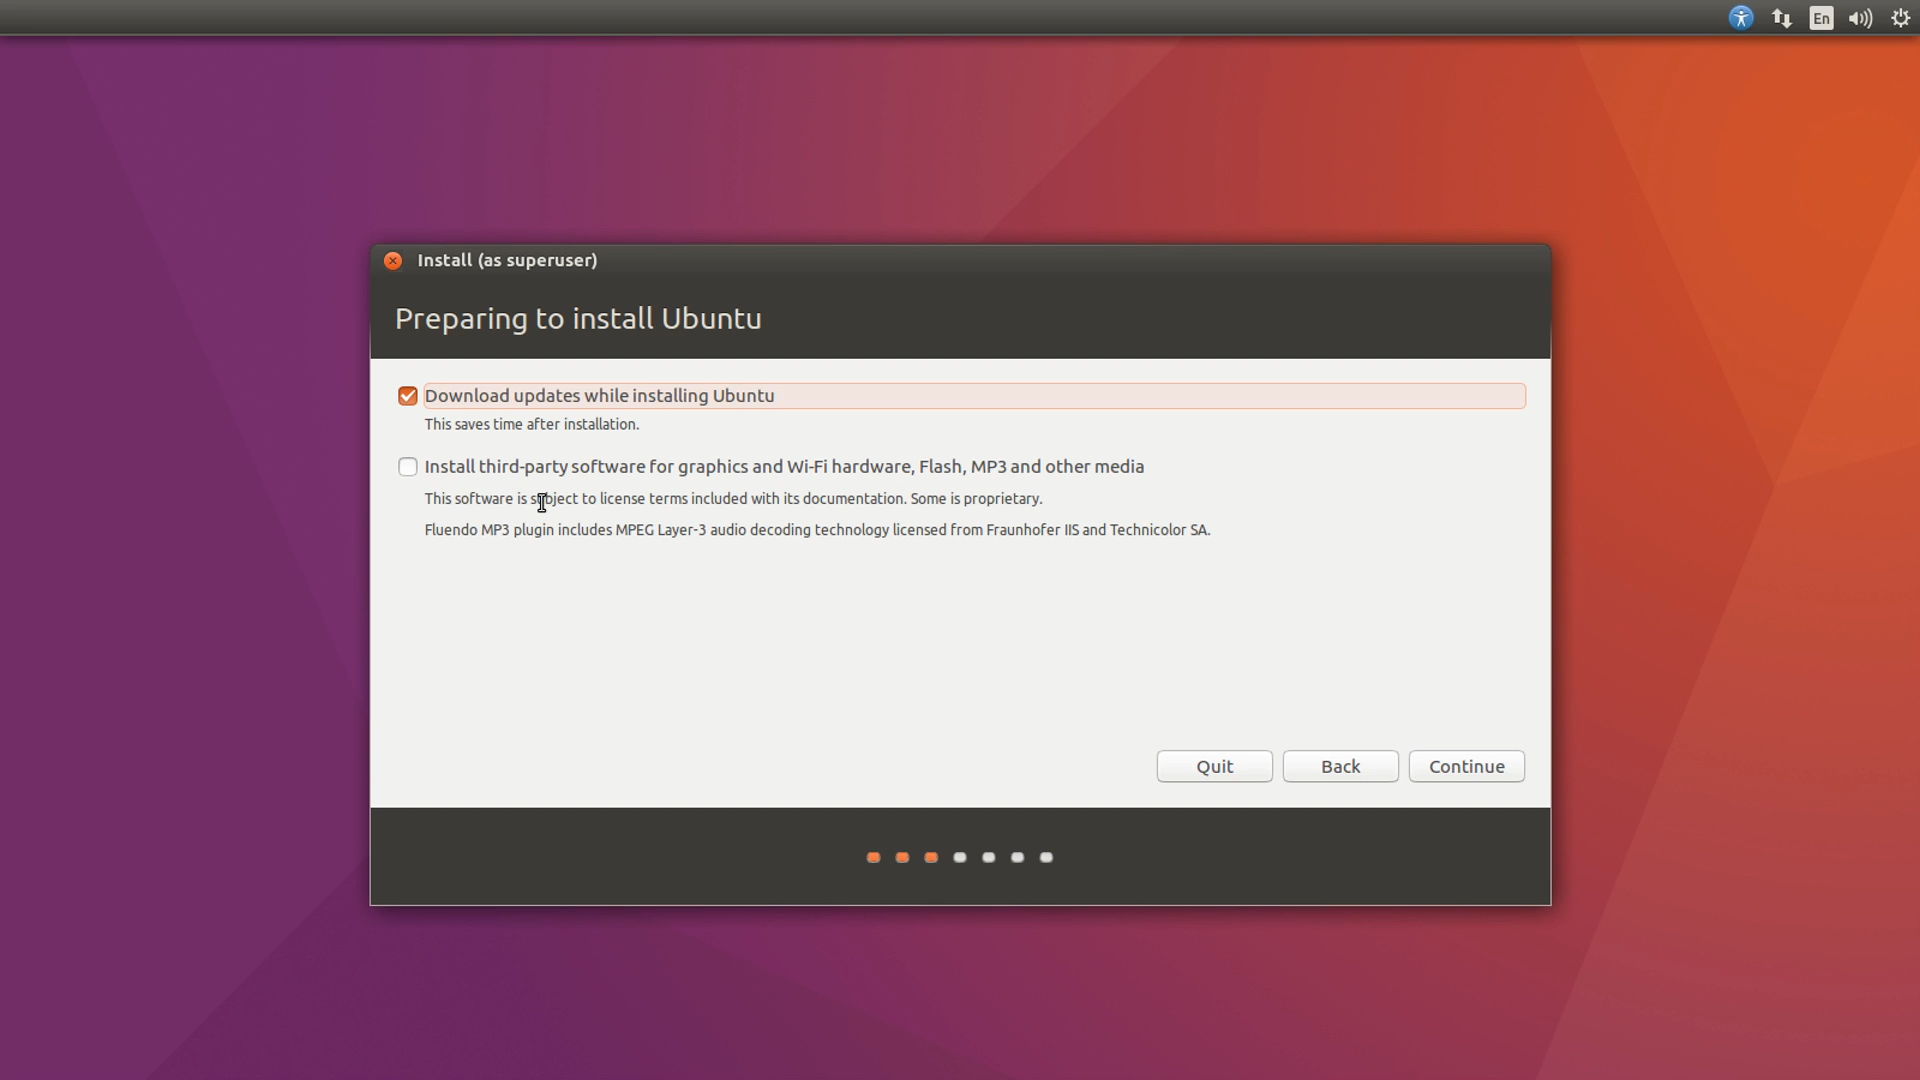 En
Install (as superuser)
Preparing to install Ubuntu
Download updates while installing Ubuntu
This saves time after installation.
Install third-party software for graphics and Wi-Fi hardware, Flash, MP3 and other media
This software is subject to license terms included with its documentation. Some is proprietary.
Fluendo MP3 plugin includes MPEG Layer-3 audio decoding technology licensed from Fraunhofer IIS and Technicolor SA.
Quit Back Continue